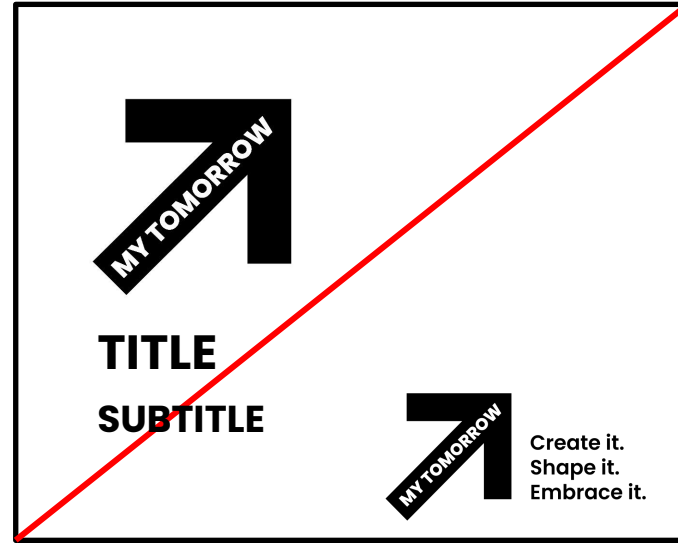 MY TOMORROW
TITLE
SUBTITLE
MY TOMORROW
Create it.
Shape it.
Embrace it.